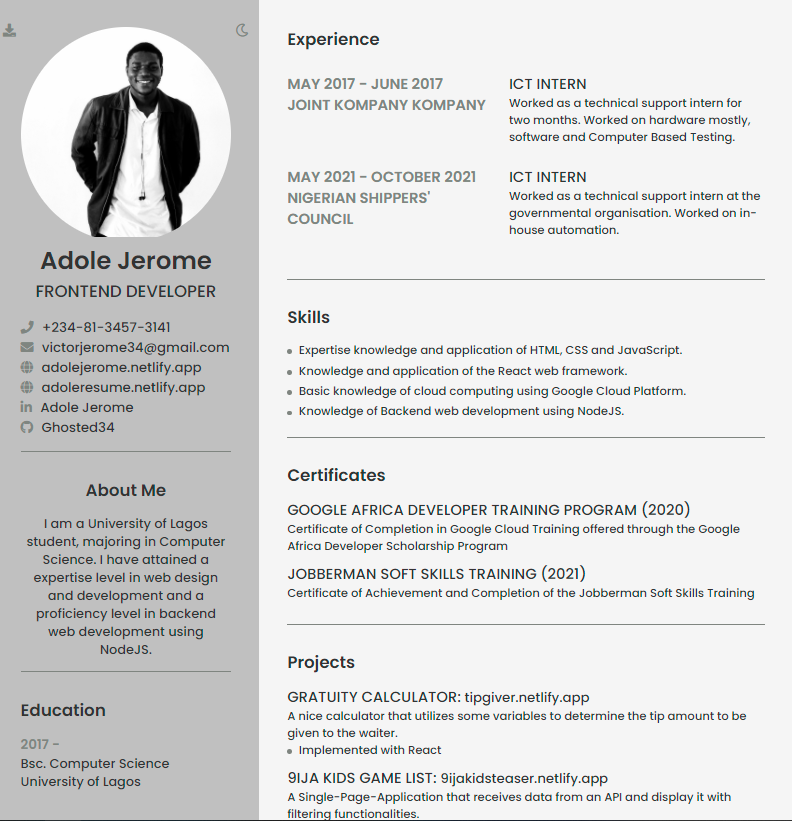 Adole Jerome
FRONTEND DEVELOPER
+234-81-3457-3141
victorjerome34@gmail.com
adolejerome.netlify.app
adoleresume.netlify.app
Adole Jerome
Ghosted34
About Me
I am a University of Lagos
student, majoring in Computer
Science. I have attained a
expertise level in web design
and development and a
proficiency level in backend
web development using
NodeJS.
Education
2017 -
Bsc. Computer Science
University of Lagos
Experience
MAY 2017 - JUNE 2017
JOINT KOMPANY KOMPANY
ICT INTERN
Worked as a technical support intern for
two months. Worked on hardware mostly,
software and Computer Based Testing.
MAY 2021 - OCTOBER 2021
NIGERIAN SHIPPERS'
COUNCIL
ICT INTERN
Worked as a technical support intern at the
governmental organisation. Worked on in-
house automation.
Skills
Expertise knowledge and application of HTML, CSS and JavaScript.
Knowledge and application of the React web framework.
Basic knowledge of cloud computing using Google Cloud Platform.
Knowledge of Backend web development using NodeJS.
Certificates
GOOGLE AFRICA DEVELOPER TRAINING PROGRAM (2020)
Certificate of Completion in Google Cloud Training offered through the Google
Africa Developer Scholarship Program
JOBBERMAN SOFT SKILLS TRAINING (2021)
Certificate of Achievement and Completion of the Jobberman Soft Skills Training
Projects
GRATUITY CALCULATOR: tipgiver.netlify.app
A nice calculator that utilizes some variables to determine the tip amount to be
given to the waiter.
Implemented with React
9IJA KIDS GAME LIST: 9ijakidsteaser.netlify.app
A Single-Page-Application that receives data from an API and display it with
filtering functionalities.